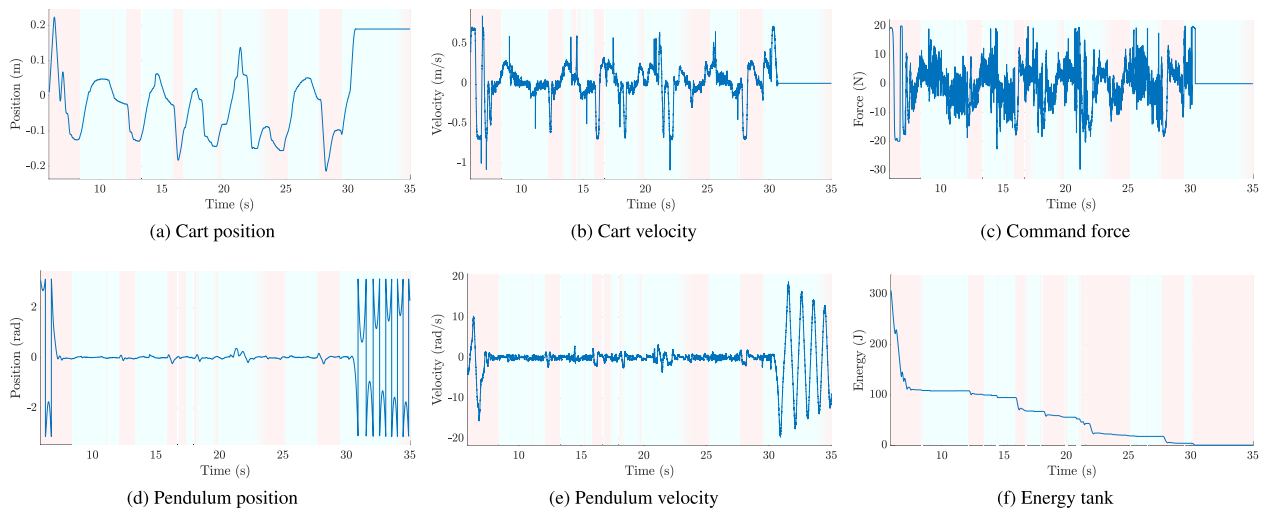 0.2
0.1
0
-0.1
-0.2
Position (m)
10 15 20 25 30 35
Time (s)
(a) Cart position
0.5
0
-0.5
-1
Velocity (m/s)
10 15 20 25 30 35
Time (s)
(b) Cart velocity
20
10
0
-10
-20
-30
Force (N)
10 15 20 25 30 35
Time (s)
(c) Command force
2
0
-2
Position (rad)
10 15 20 25 30 35
Time (s)
(d) Pendulum position
20
10
0
-10
-20
Velocity (rad/s)
10 15 20 25 30 35
Time (s)
(e) Pendulum velocity
300
200
100
0
Energy (J)
10 15 20 25 30 35
Time (s)
(f) Energy tank